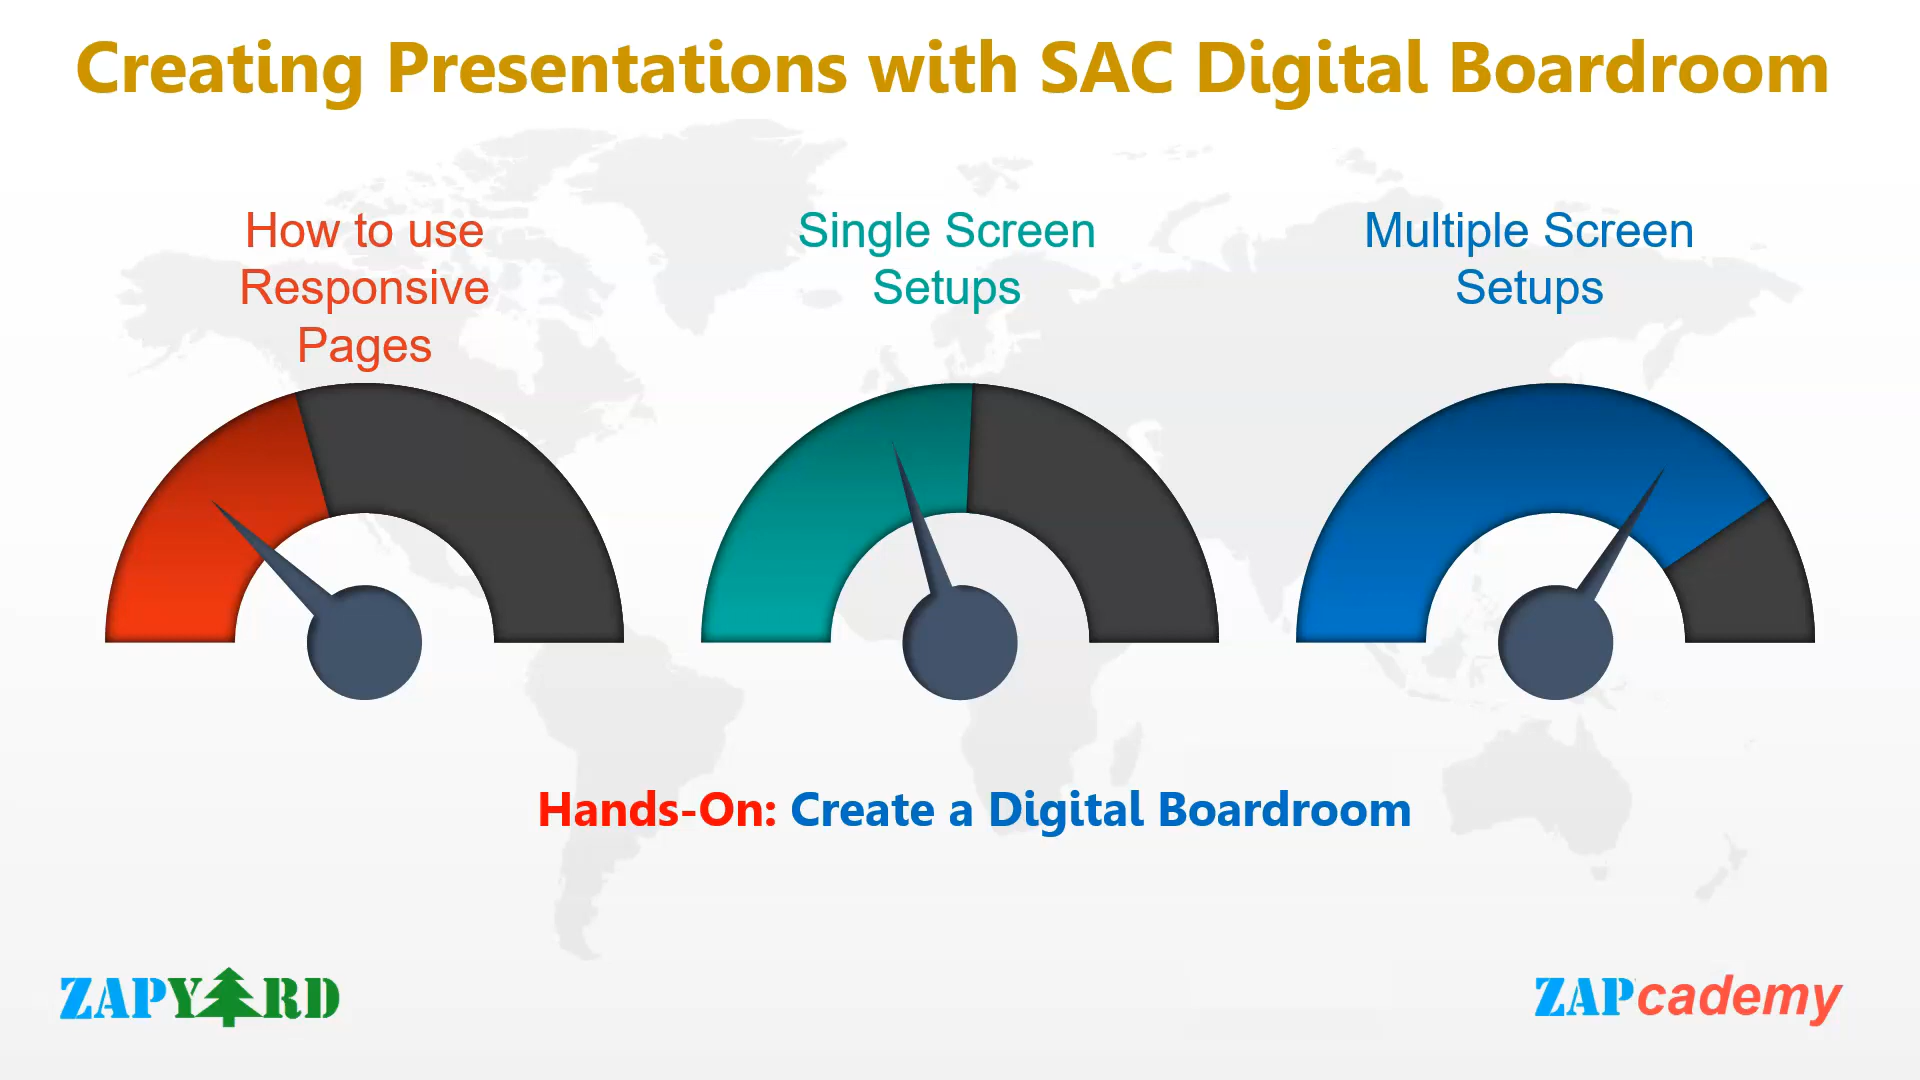 Creating Presentations with SAC Digital Boardroom
How to use
Responsive
Pages
Single Screen
Setups
Multiple Screen
Setups
Hands-On: Create a Digital Boardroom
ZAPYARD
ZAPcademy